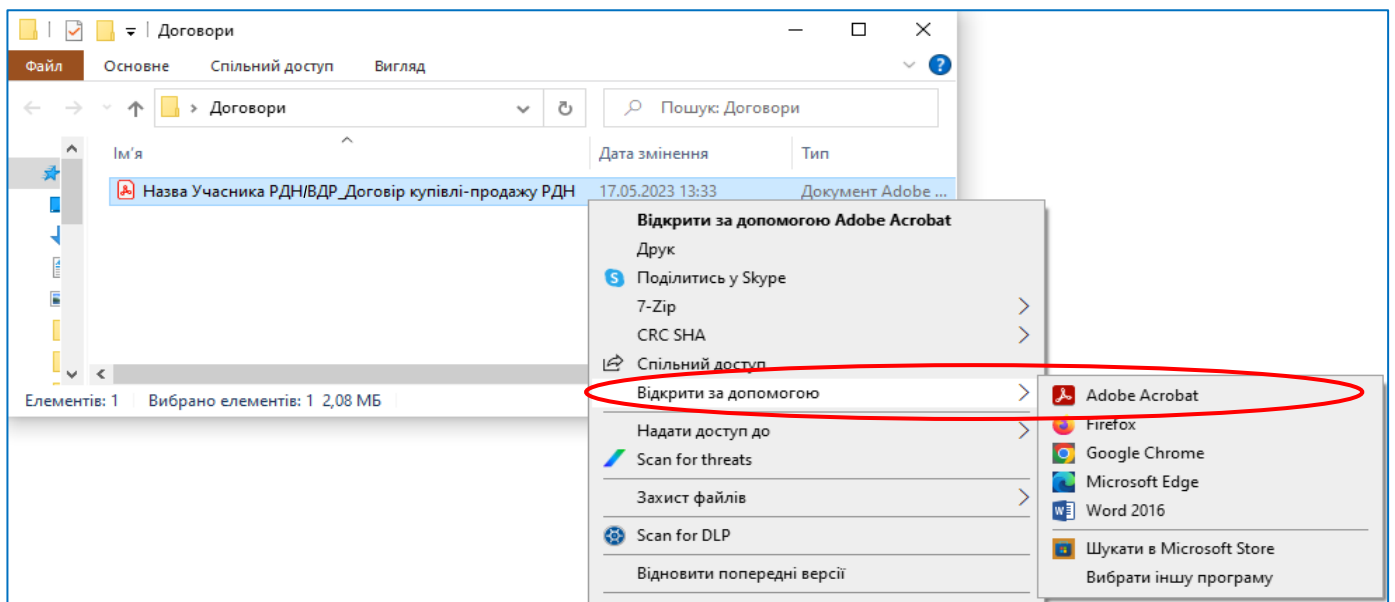 Договори
Файл Основне Спільний доступ Вигляд
Договори Пошук: Договори
Ім'я Дата змінення Тип
Назва Учасника РДН/ВДР_Договір купівлі-продажу РДН 17.05.2023 13:33 Документ Adobe ...
Елементів: 1 Вибрано елементів: 1 2,08 МБ
Відкрити за допомогою Adobe Acrobat
Друк
Поділитись у Skype
7-Zip
CRC SHA
Спільний доступ
Відкрити за допомогою
Надати доступ до
Scan for threats
Захист файлів
Scan for DLP
Відновити попередні версії
Adobe Acrobat
Firefox
Google Chrome
Microsoft Edge
Word 2016
Шукати в Microsoft Store
Вибрати іншу програму